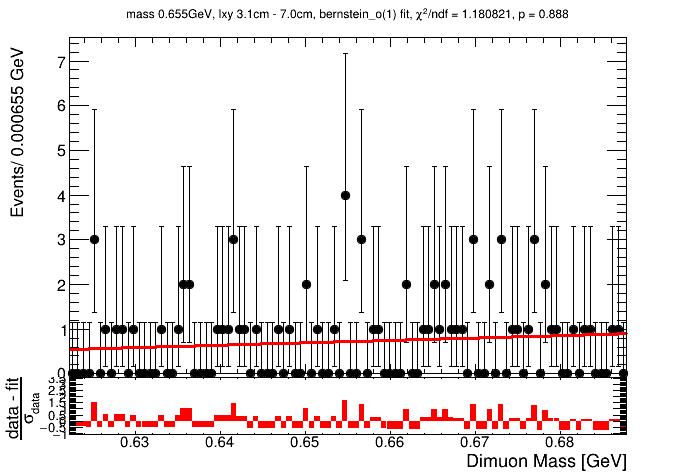 mass 0.655GeV, lxy 3.1cm - 7.0cm, bernstein_o(1) fit, χ²/ndf = 1.180821, p = 0.888
Events/ 0.000655 GeV
7
6
5
4
3
2
1
0
data - fit
σdata
0.63
0.64
0.65
0.66
0.67
0.68
Dimuon Mass [GeV]